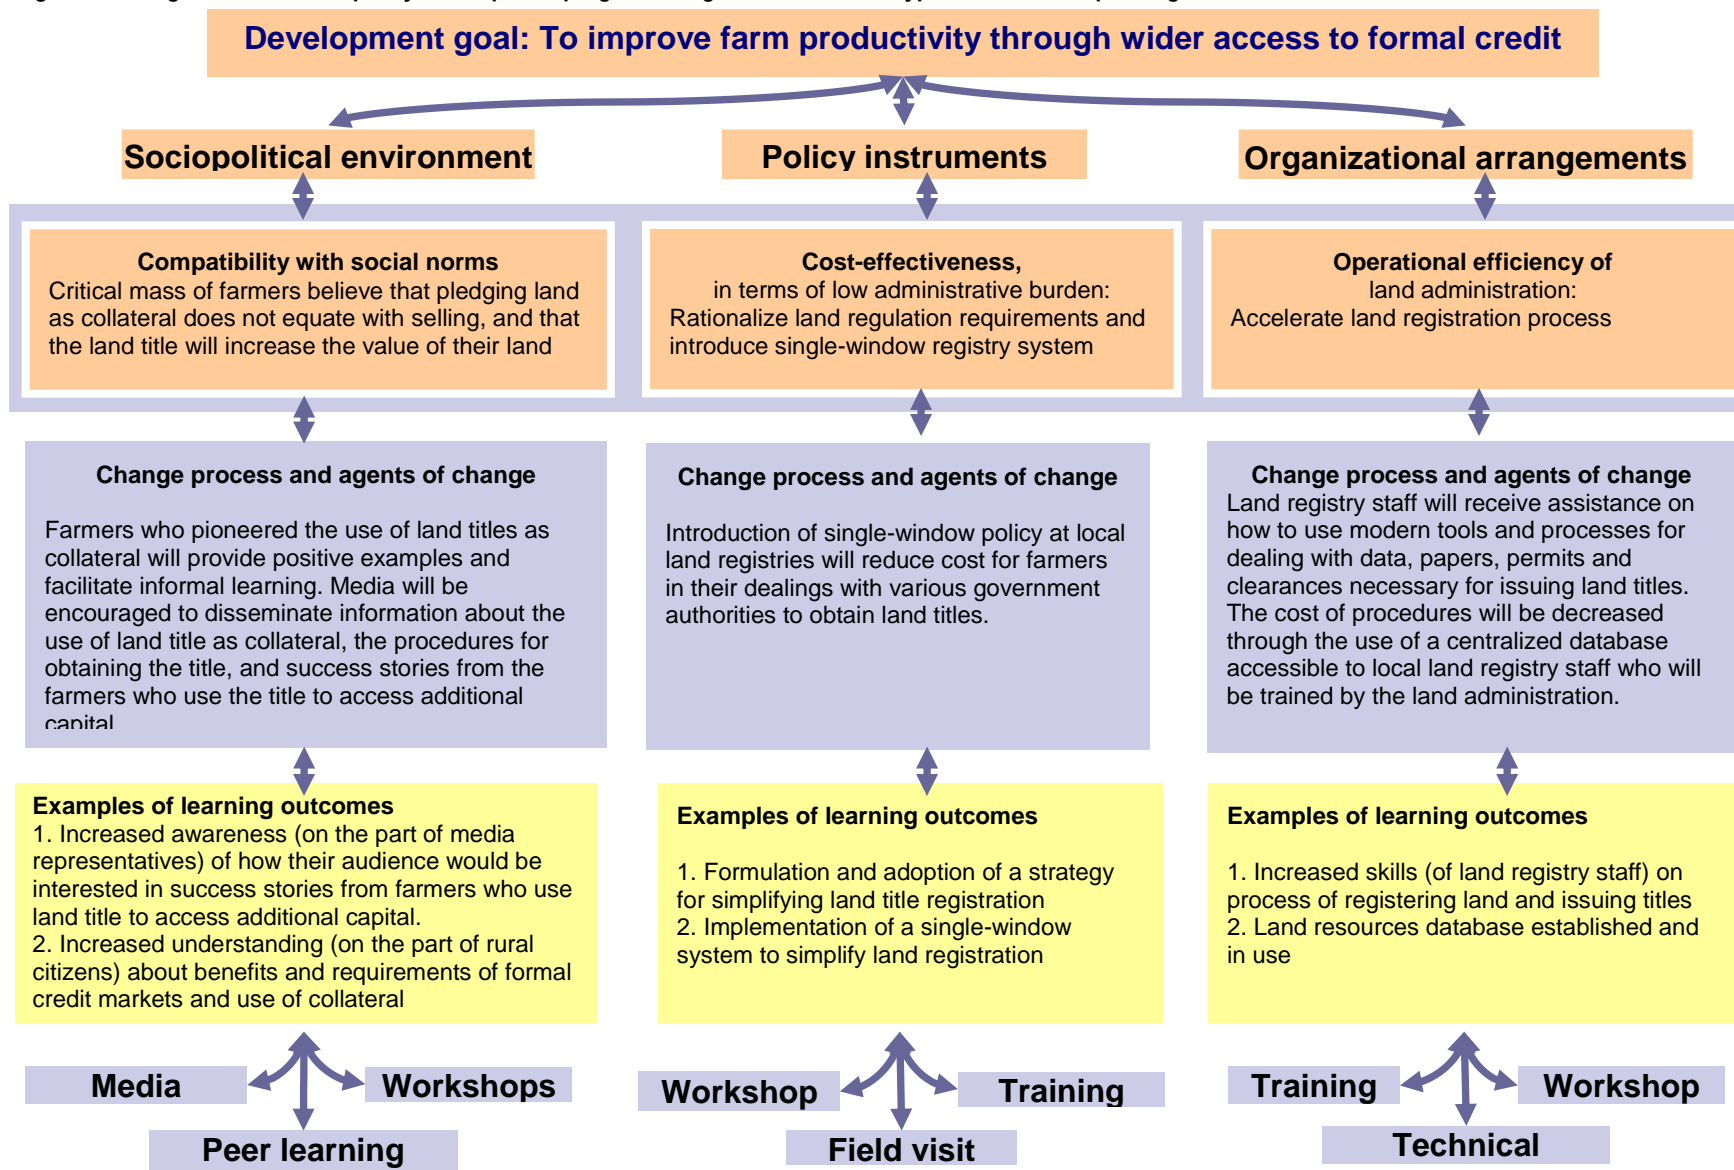 Development goal: To improve farm productivity through wider access to formal credit
Sociopolitical environment
Policy instruments
Organizational arrangements
Compatibility with social norms
Critical mass of farmers believe that pledging land
as collateral does not equate with selling, and that
the land title will increase the value of their land
Cost-effectiveness,
in terms of low administrative burden:
Rationalize land regulation requirements and
introduce single-window registry system
Operational efficiency of
land administration:
Accelerate land registration process
Change process and agents of change
Farmers who pioneered the use of land titles as
collateral will provide positive examples and
facilitate informal learning. Media will be
encouraged to disseminate information about the
use of land title as collateral, the procedures for
obtaining the title, and success stories from the
farmers who use the title to access additional
capital
Change process and agents of change
Introduction of single-window policy at local
land registries will reduce cost for farmers
in their dealings with various government
authorities to obtain land titles.
Change process and agents of change
Land registry staff will receive assistance on
how to use modern tools and processes for
dealing with data, papers, permits and
clearances necessary for issuing land titles.
The cost of procedures will be decreased
through the use of a centralized database
accessible to local land registry staff who will
be trained by the land administration.
Examples of learning outcomes
1. Increased awareness (on the part of media
representatives) of how their audience would be
interested in success stories from farmers who use
land title to access additional capital.
2. Increased understanding (on the part of rural
citizens) about benefits and requirements of formal
credit markets and use of collateral
Examples of learning outcomes
1. Formulation and adoption of a strategy
for simplifying land title registration
2. Implementation of a single-window
system to simplify land registration
Examples of learning outcomes
1. Increased skills (of land registry staff) on
process of registering land and issuing titles
2. Land resources database established and
in use
Media
Workshops
Peer learning
Workshop
Training
Field visit
Training
Workshop
Technical